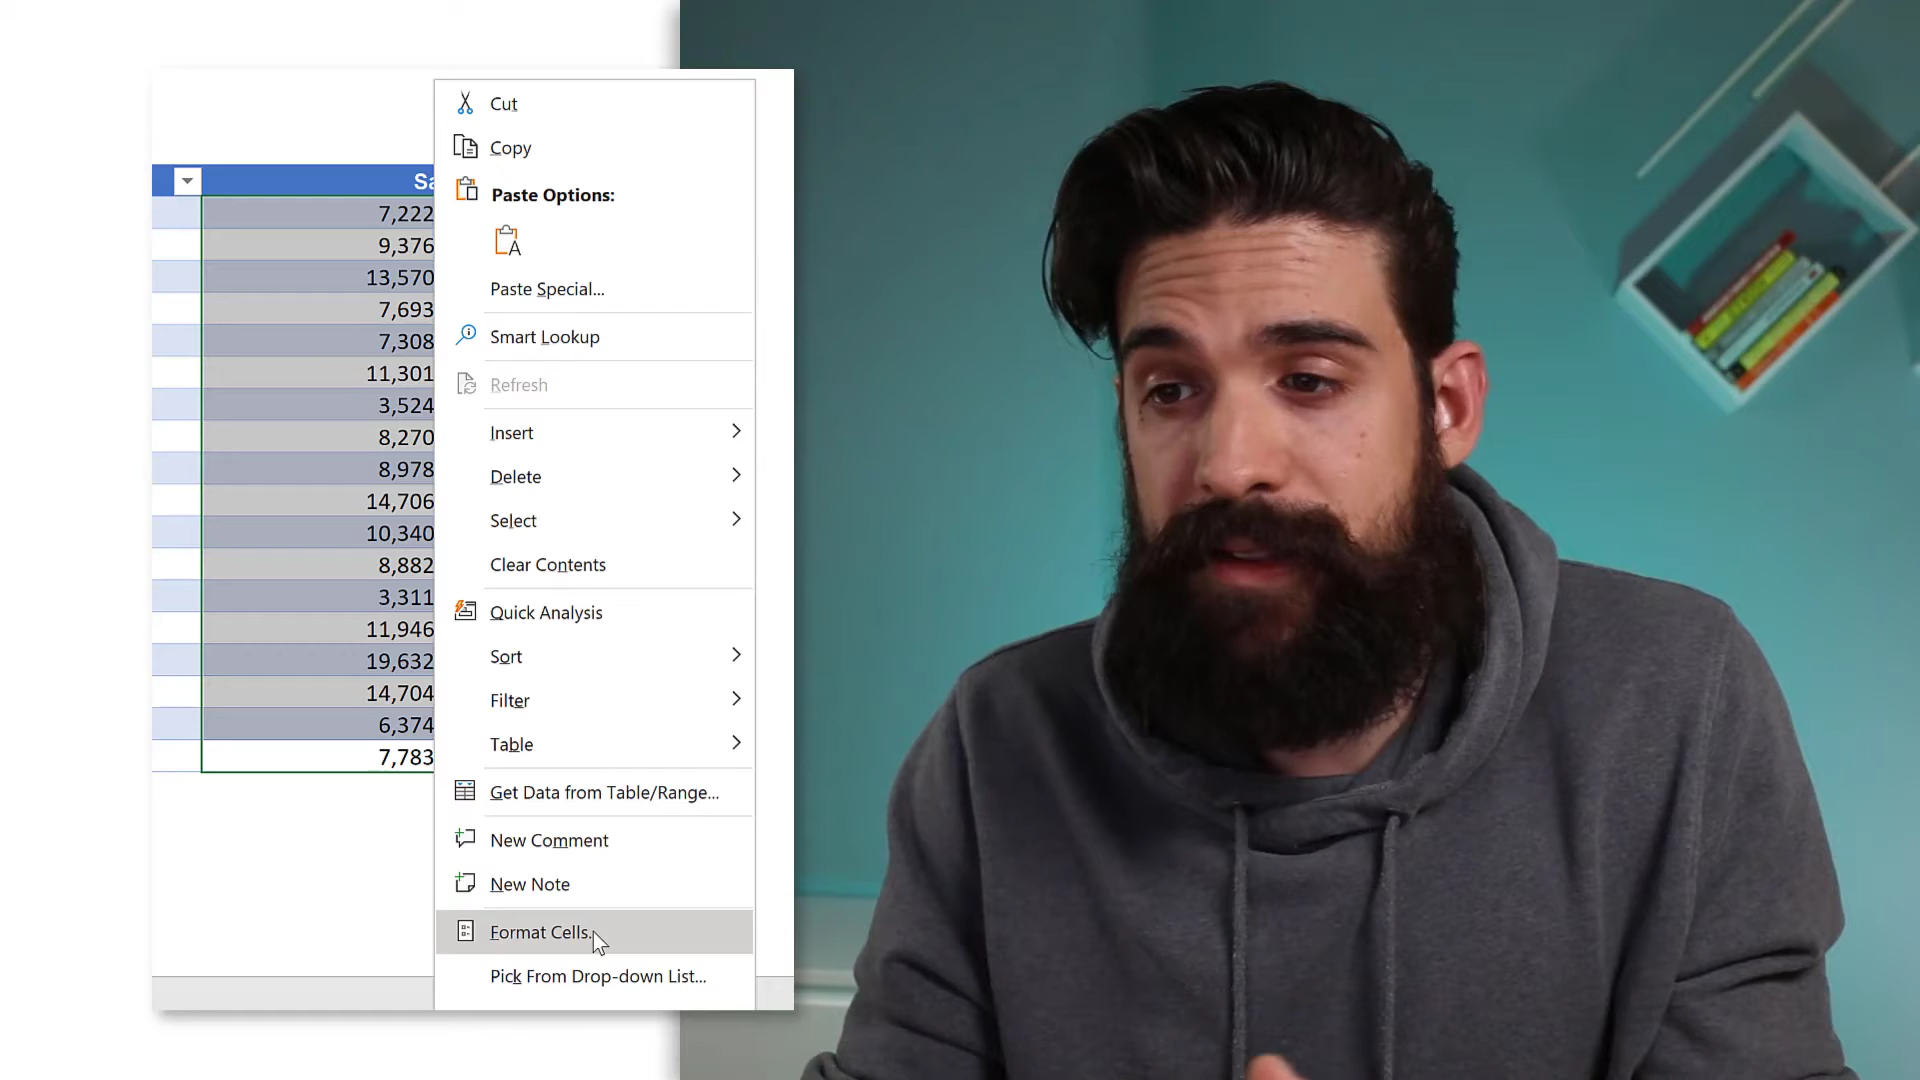 Cut
Copy
Paste Options:
A
Paste Special...
Smart Lookup
Refresh
Insert
Delete
Select
Clear Contents
Quick Analysis
Sort
Filter
Table
Get Data from Table/Range...
New Comment
New Note
Format Cells.
Pick From Drop-down List...
Sa
7,222
9,376
13,570
7,693
7,308
11,301
3,524
8,270
8,978
14,706
10,340
8,882
3,311
11,946
19,632
14,704
6,374
7,783